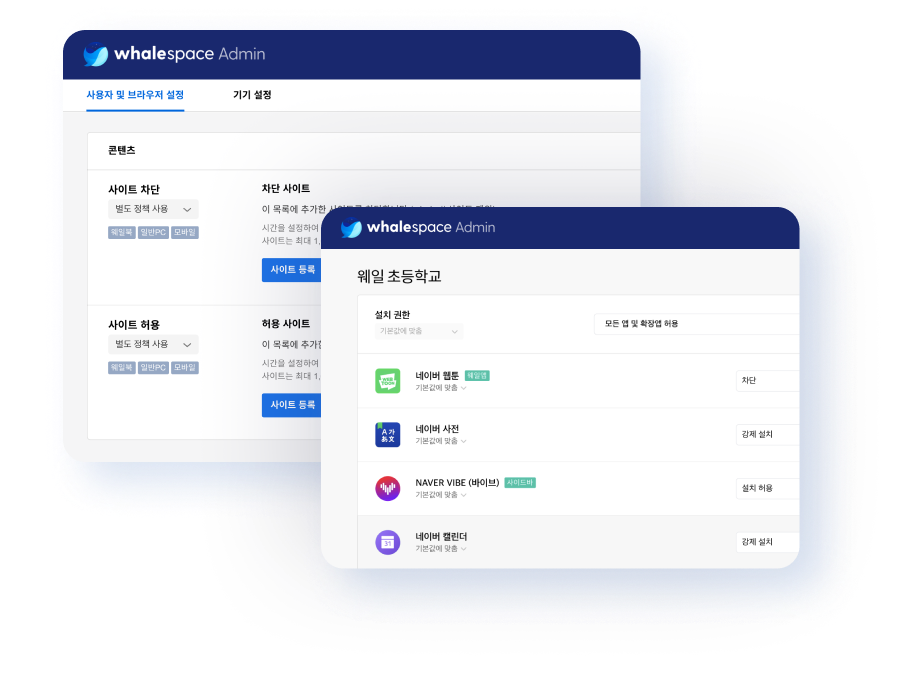 whalespace Admin
사용자 및 브라우저 설정
기기 설정
콘텐츠
사이트 차단
별도 정책 사용
웨일북 일반PC 모바일
차단 사이트
이 목록에 추가한
시간을 설정하여
사이트는 최대 1,
사이트 등록
사이트 허용
별도 정책 사용
웨일북 일반PC 모바일
허용 사이트
이 목록에 추가한
시간을 설정하여
사이트는 최대 1,
사이트 등록
whalespace Admin
웨일 초등학교
설치 권한
기본값에 맞춤
모든 앱 및 확장앱 허용
네이버 웹툰 웨일앱
기본값에 맞춤
차단
네이버 사전
기본값에 맞춤
강제 설치
NAVER VIBE (바이브) 사이드바
기본값에 맞춤
설치 허용
31
네이버 캘린더
기본값에 맞춤
강제 설치